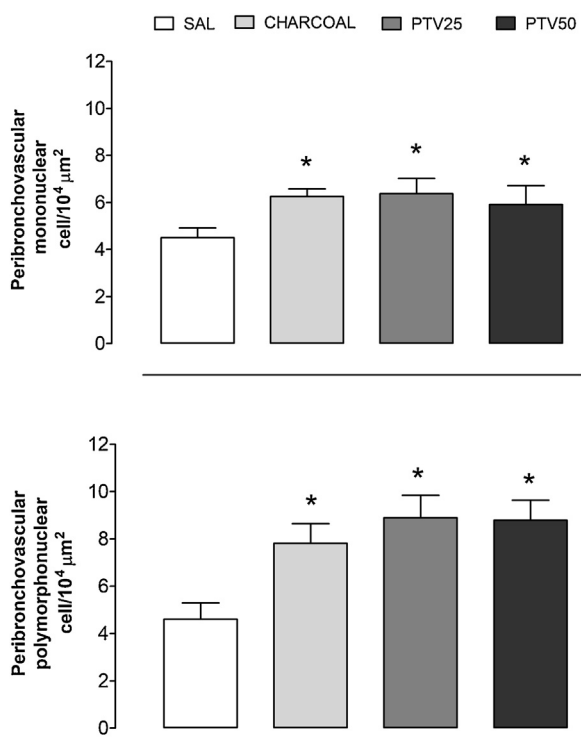 SAL CHARCOAL PTV25 PTV50
Peribronchovascular
mononuclear
cell/10⁴ µm²
12
10
8
6
4
2
0
* * *
Peribronchovascular
polymorphonuclear
cell/10⁴ µm²
12
10
8
6
4
2
0
* * *